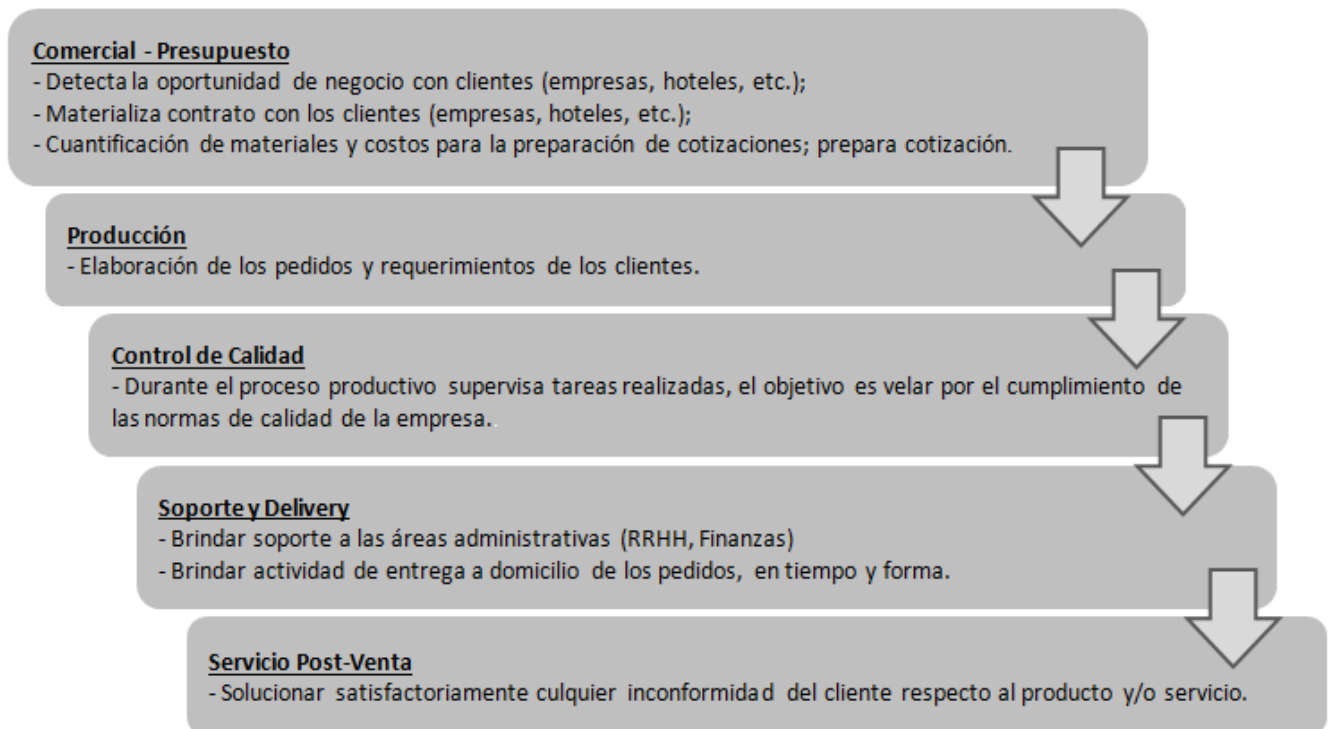 Comercial - Presupuesto
- Detecta la oportunidad de negocio con clientes (empresas, hoteles, etc.);
- Materializa contrato con los clientes (empresas, hoteles, etc.);
- Cuantificación de materiales y costos para la preparación de cotizaciones; prepara cotización.
Producción
- Elaboración de los pedidos y requerimientos de los clientes.
Control de Calidad
- Durante el proceso productivo supervisa tareas realizadas, el objetivo es velar por el cumplimiento de
las normas de calidad de la empresa.
Soporte y Delivery
- Brindar soporte a las áreas administrativas (RRHH, Finanzas)
- Brindar actividad de entrega a domicilio de los pedidos, en tiempo y forma.
Servicio Post-Venta
- Solucionar satisfactoriamente culquier inconformidad del cliente respecto al producto y/o servicio.